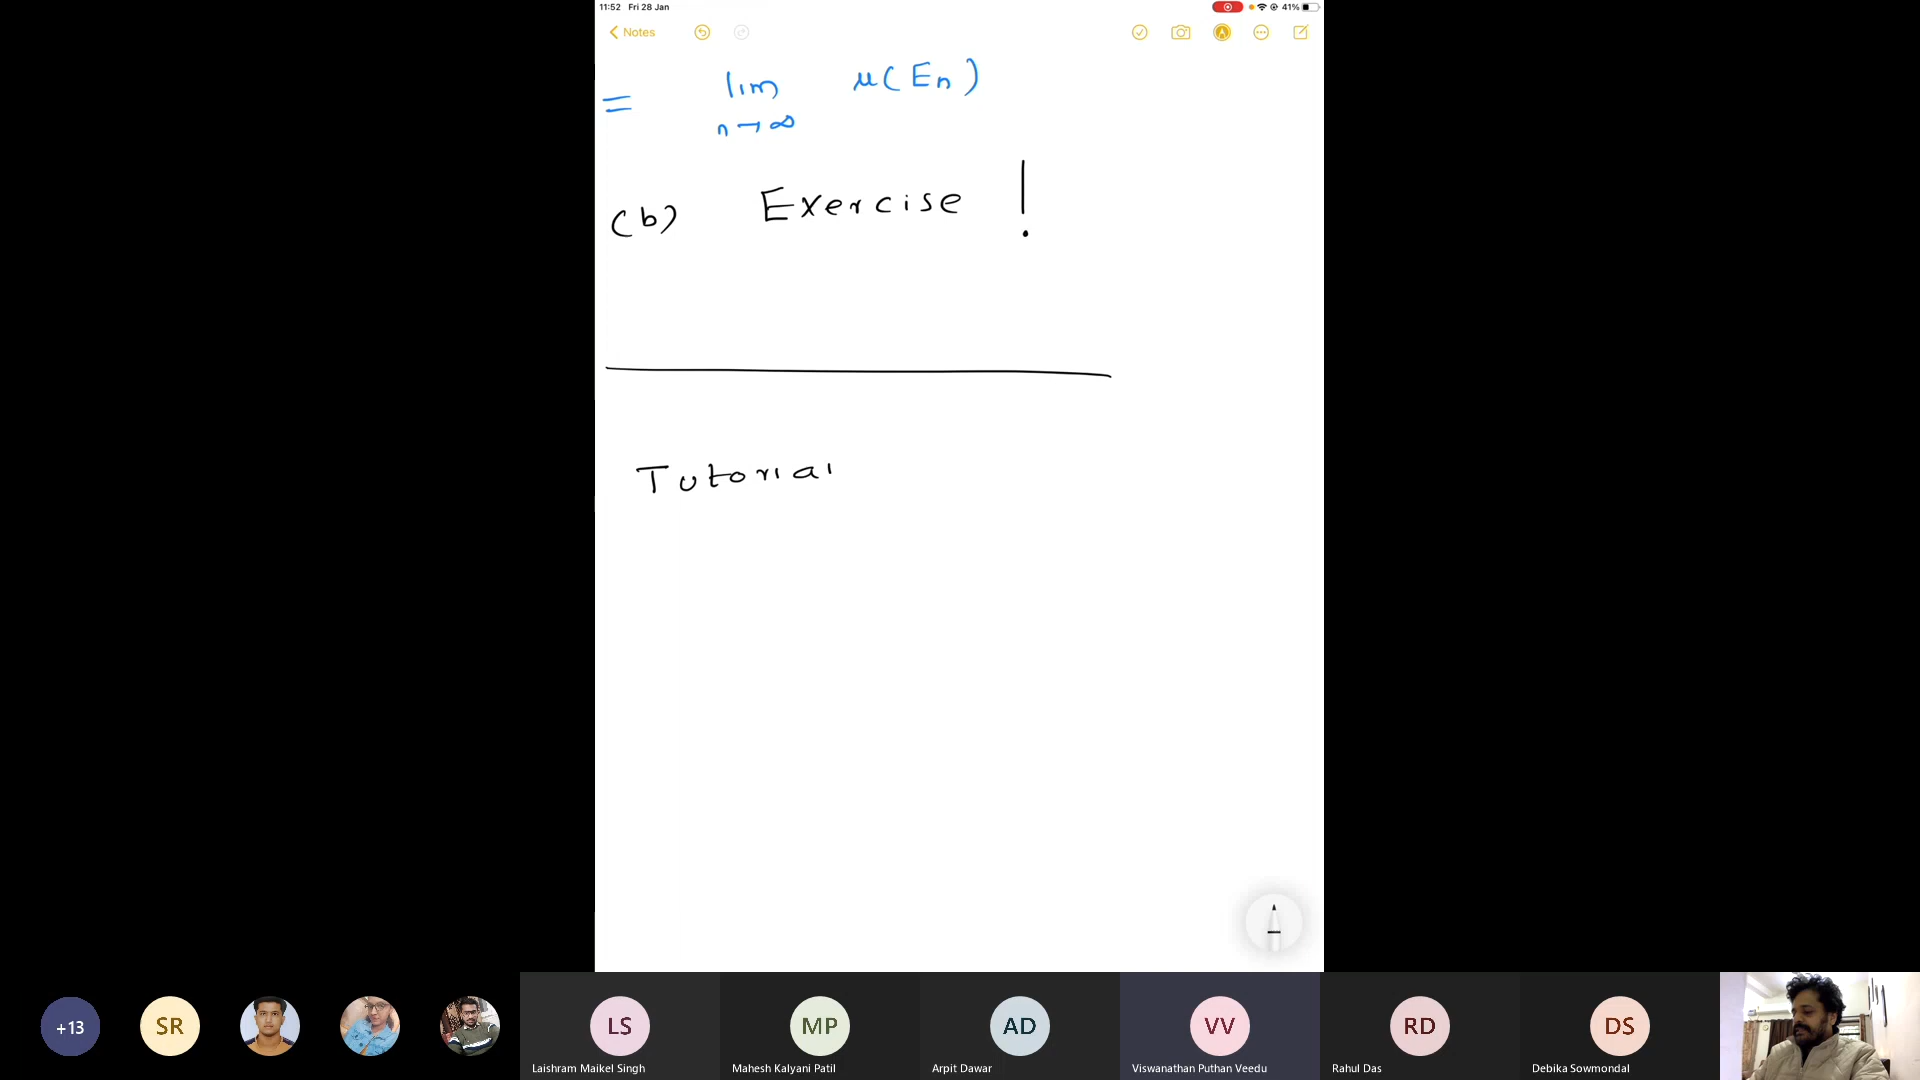 11:52 Fri 28 Jan
41%
Notes
= lim μ(En)
n→∞
(b) Exercise !
Tutorial
+13
SR
LS
MP
AD
VV
RD
DS
Laishram Maikel Singh
Mahesh Kalyani Patil
Arpit Dawar
Viswanathan Puthan Veedu
Rahul Das
Debika Sowmondal